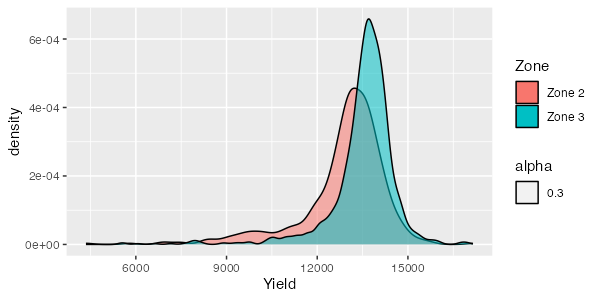 6e-04
4e-04
2e-04
0e+00
density
6000 9000 12000 15000
Yield
Zone
Zone 2
Zone 3
alpha
0.3